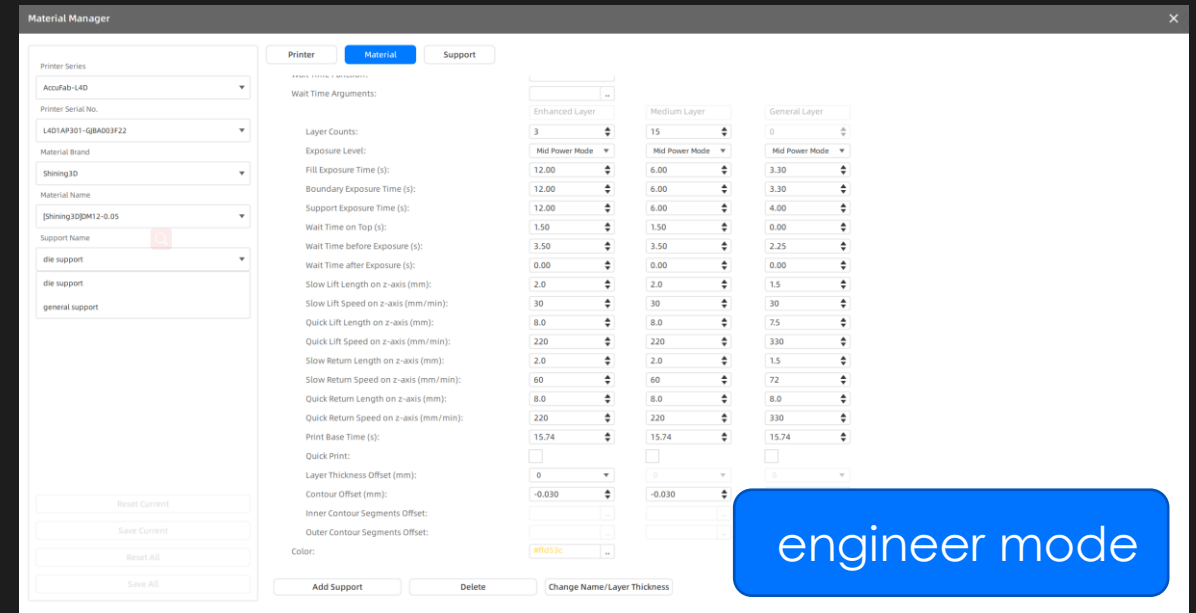 Material Manager
Printer Series
AccuFab-L4D
Printer Serial No.
L4D1AP301-GJBA003F22
Material Brand
Shining3D
Material Name
[Shining3D]DM12-0.05
Support Name
die support
die support
general support
Reset Current
Save Current
Reset All
Save All
Printer Material Support
Wait Time Function:
Wait Time Arguments: ..
Enhanced Layer Medium Layer General Layer
Layer Counts: 3 15 0
Exposure Level: Mid Power Mode Mid Power Mode Mid Power Mode
Fill Exposure Time (s): 12.00 6.00 3.30
Boundary Exposure Time (s): 12.00 6.00 3.30
Support Exposure Time (s): 12.00 6.00 4.00
Wait Time on Top (s): 1.50 1.50 0.00
Wait Time before Exposure (s): 3.50 3.50 2.25
Wait Time after Exposure (s): 0.00 0.00 0.00
Slow Lift Length on z-axis (mm): 2.0 2.0 1.5
Slow Lift Speed on z-axis (mm/min): 30 30 30
Quick Lift Length on z-axis (mm): 8.0 8.0 7.5
Quick Lift Speed on z-axis (mm/min): 220 220 330
Slow Return Length on z-axis (mm): 2.0 2.0 1.5
Slow Return Speed on z-axis (mm/min): 60 60 72
Quick Return Length on z-axis (mm): 8.0 8.0 8.0
Quick Return Speed on z-axis (mm/min): 220 220 330
Print Base Time (s): 15.74 15.74 15.74
Quick Print:
Layer Thickness Offset (mm): 0 0 0
Contour Offset (mm): -0.030 -0.030
Inner Contour Segments Offset: .. ..
Outer Contour Segments Offset: .. ..
Color: #ffd53c ..
Add Support Delete Change Name/Layer Thickness
engineer mode